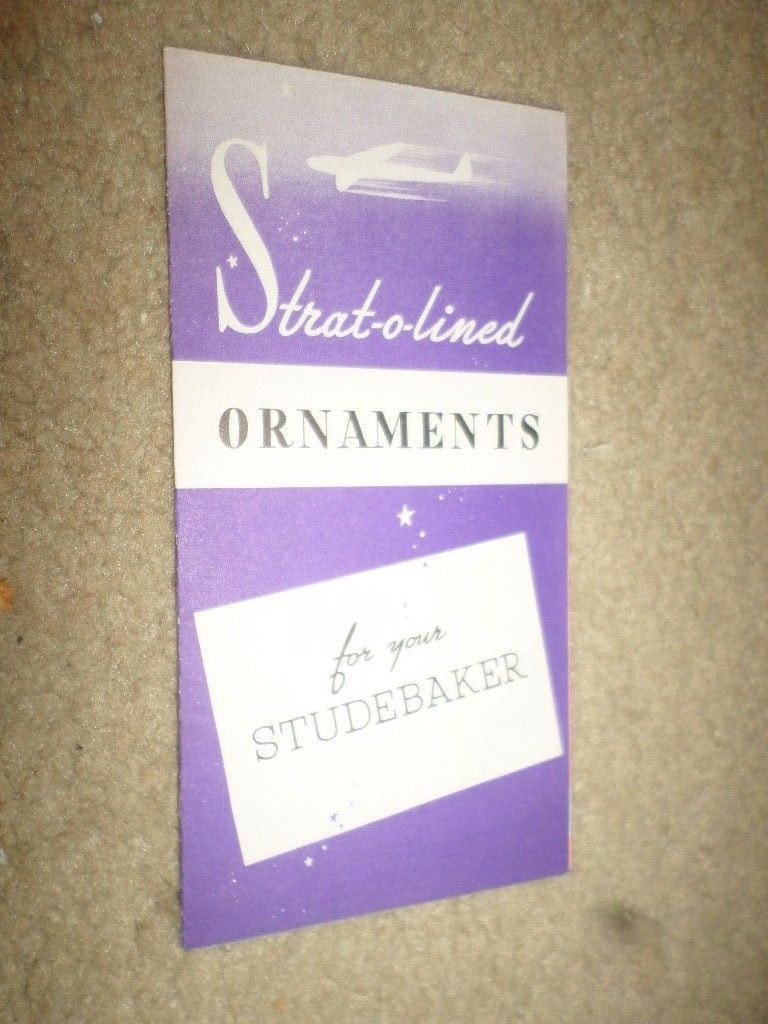 Strat-o-lined
ORNAMENTS
for your
STUDEBAKER